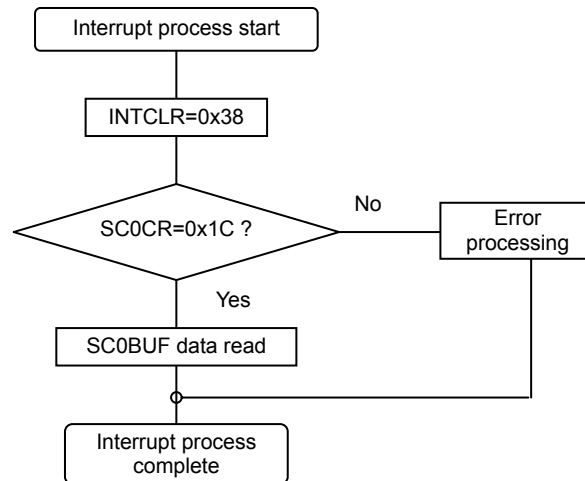 Interrupt process start
INTCLR=0x38
SC0CR=0x1C ?
No
Error
processing
Yes
SC0BUF data read
Interrupt process
complete